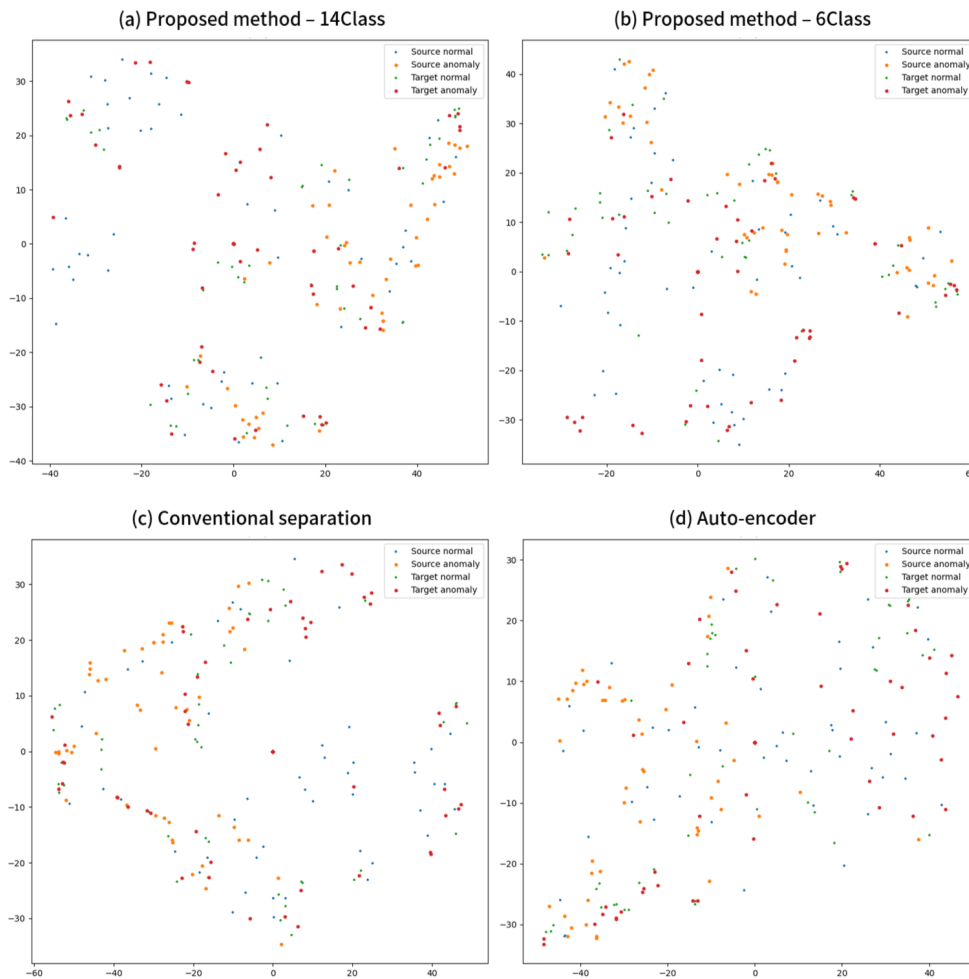 (a) Proposed method – 14Class
Source normal
Source anomaly
Target normal
Target anomaly
30
20
10
0
−10
−20
−30
−40
−40
−20
0
20
40
(b) Proposed method – 6Class
Source normal
Source anomaly
Target normal
Target anomaly
40
30
20
10
0
−10
−20
−30
−20
0
20
40
6
(c) Conventional separation
Source normal
Source anomaly
Target normal
Target anomaly
30
20
10
0
−10
−20
−30
−60
−40
−20
0
20
40
(d) Auto-encoder
Source normal
Source anomaly
Target normal
Target anomaly
30
20
10
0
−10
−20
−30
−40
−20
0
20
40